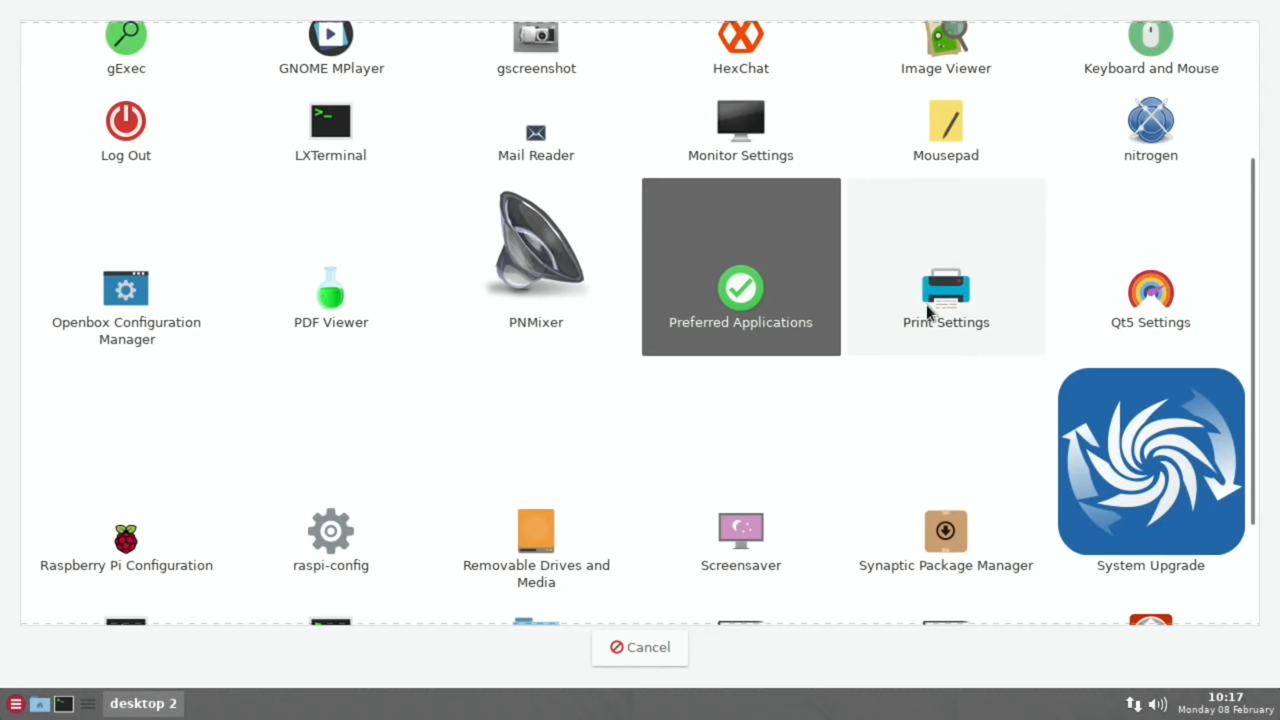 gExec
GNOME MPlayer
gscreenshot
HexChat
Image Viewer
Keyboard and Mouse
Log Out
LXTerminal
Mail Reader
Monitor Settings
Mousepad
nitrogen
Openbox Configuration
Manager
PDF Viewer
PNMixer
Preferred Applications
Print Settings
Qt5 Settings
Raspberry Pi Configuration
raspi-config
Removable Drives and
Media
Screensaver
Synaptic Package Manager
System Upgrade
Cancel
desktop 2
10:17
Monday 08 February